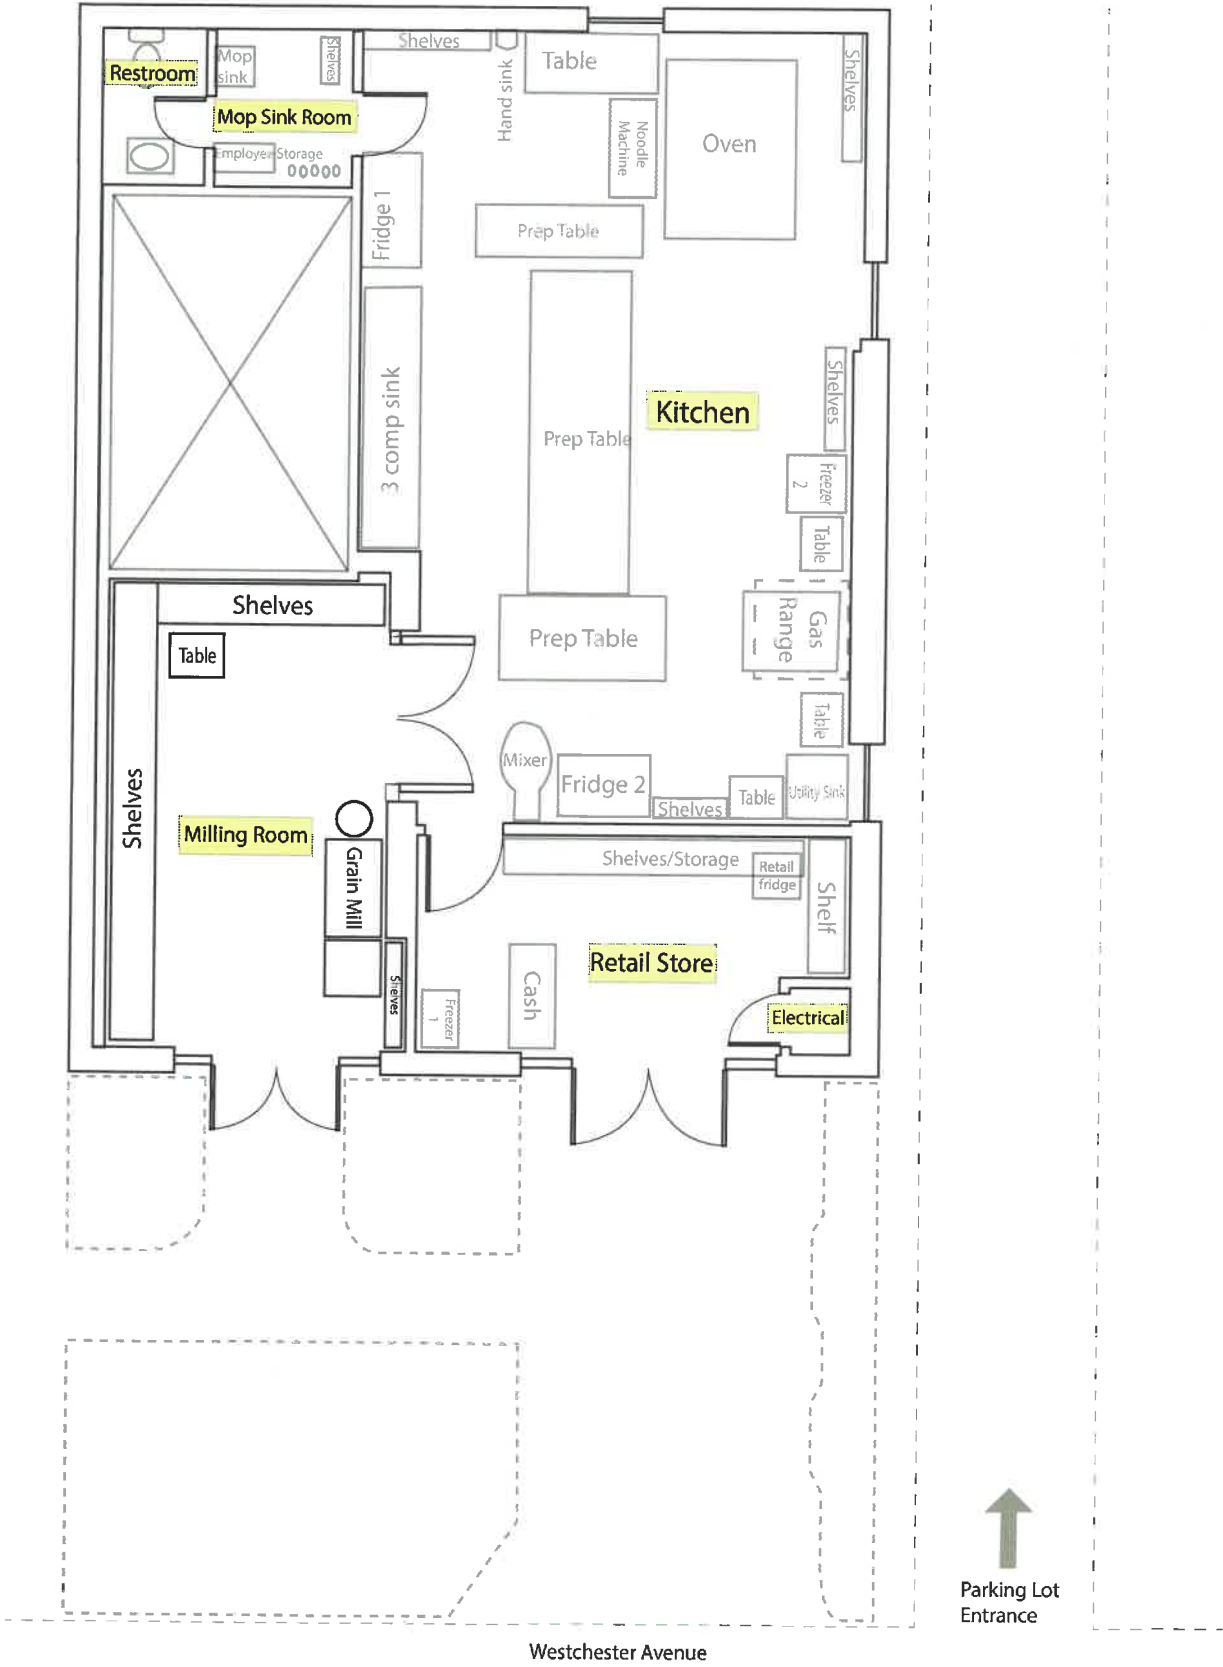 Shelves
Table
Shelves
Mop
sink
Shelves
Restroom
Hand sink
Mop Sink Room
Noodle
Machine
Oven
Employee Storage
Fridge 1
Prep Table
3 comp sink
Shelves
Kitchen
Prep Table
Freezer
2
Table
Shelves
Gas
Range
Prep Table
Table
Table
Mixer
Fridge 2
Shelves
Table
Utility Sink
Shelves
Milling Room
Grain Mill
Shelves/Storage
Retail
fridge
Shelf
Retail Store
Cash
Shelves
Freezer
1
Electrical
Parking Lot
Entrance
Westchester Avenue